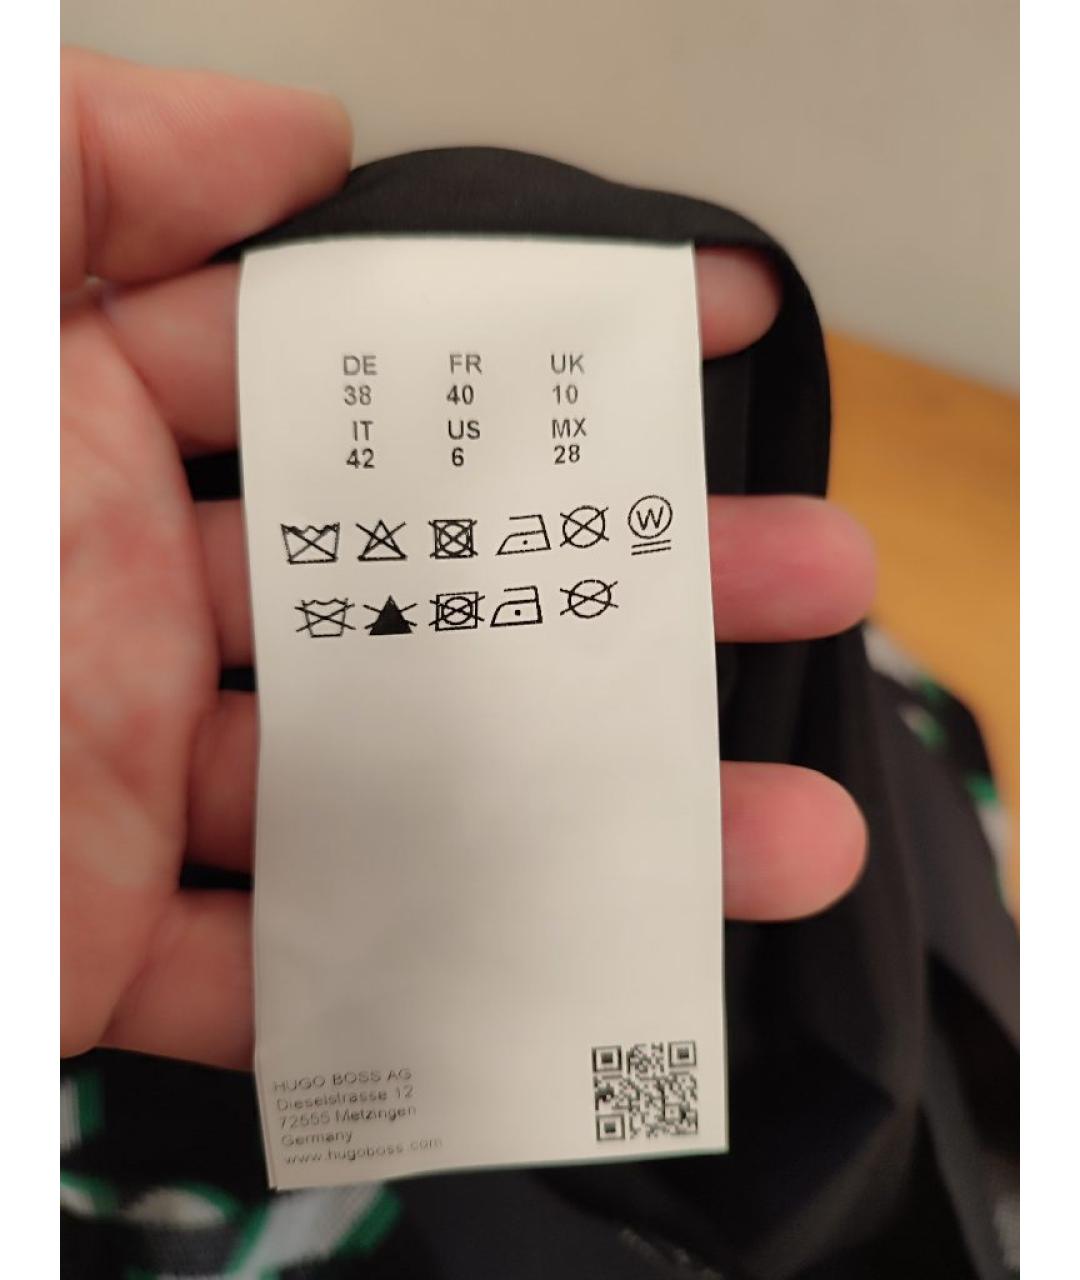 DE FR UK
38 40 10
IT US MX
42 6 28
W
HUGO BOSS AG
Dieselstrasse 12
72555 Metzingen
Germany
www.hugoboss.com